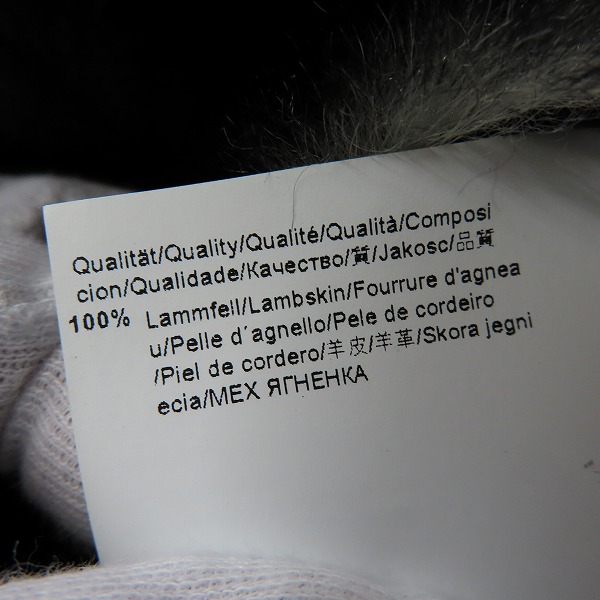 Qualität/Quality/Qualité/Qualità/Composi
cion/Qualidade/Качество/質/Jakosc/品質
100% Lammfell/Lambskin/Fourrure d'agnea
u/Pelle d´agnello/Pele de cordeiro
/Piel de cordero/羊皮/羊革/Skora jegni
ecia/МЕХ ЯГНЕНКА